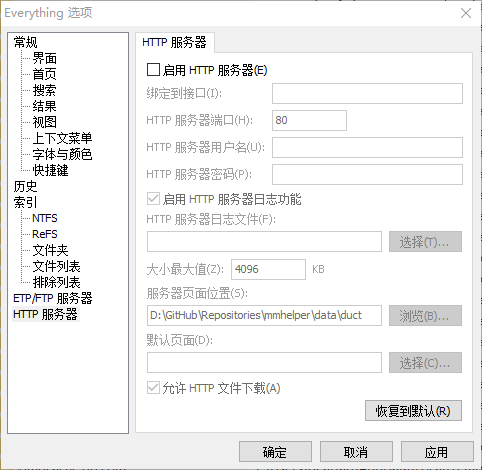 Everything 选项
常规
界面
首页
搜索
结果
视图
上下文菜单
字体与颜色
快捷键
历史
索引
NTFS
ReFS
文件夹
文件列表
排除列表
ETP/FTP 服务器
HTTP 服务器
HTTP 服务器
启用 HTTP 服务器(E)
绑定到接口(I):
HTTP 服务器端口(H): 80
HTTP 服务器用户名(U):
HTTP 服务器密码(P):
启用 HTTP 服务器日志功能
HTTP 服务器日志文件(F):
选择(T)...
大小最大值(Z): 4096 KB
服务器页面位置(S):
D:\GitHub\Repositories\mmhelper\data\duct 浏览(B)...
默认页面(D):
选择(C)...
允许 HTTP 文件下载(A)
恢复到默认(R)
确定 取消 应用